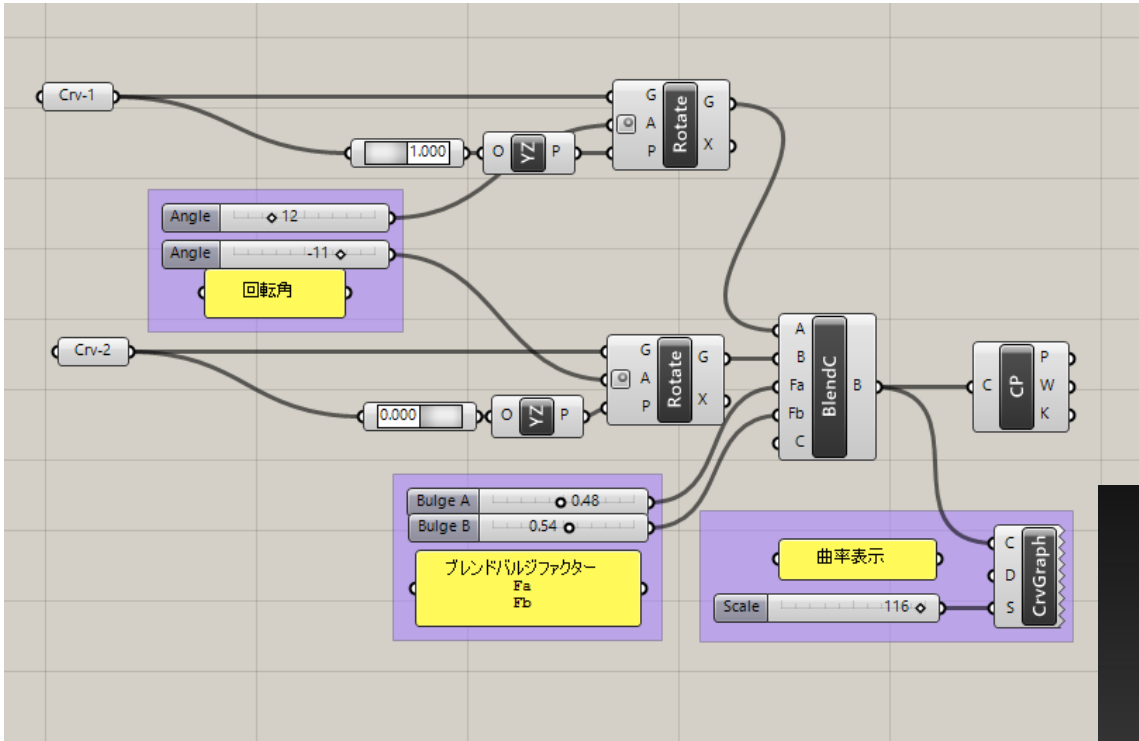 Crv-1
1.000
O YZ P
G A P Rotate G X
Angle 12
Angle -11
回転角
Crv-2
0.000
O YZ P
G A P Rotate G X
A B Fa Fb C BlendC B
C CP P W K
Bulge A 0.48
Bulge B 0.54
ブレンドバルジファクター
Fa
Fb
曲率表示
Scale 116
C D S CrvGraph